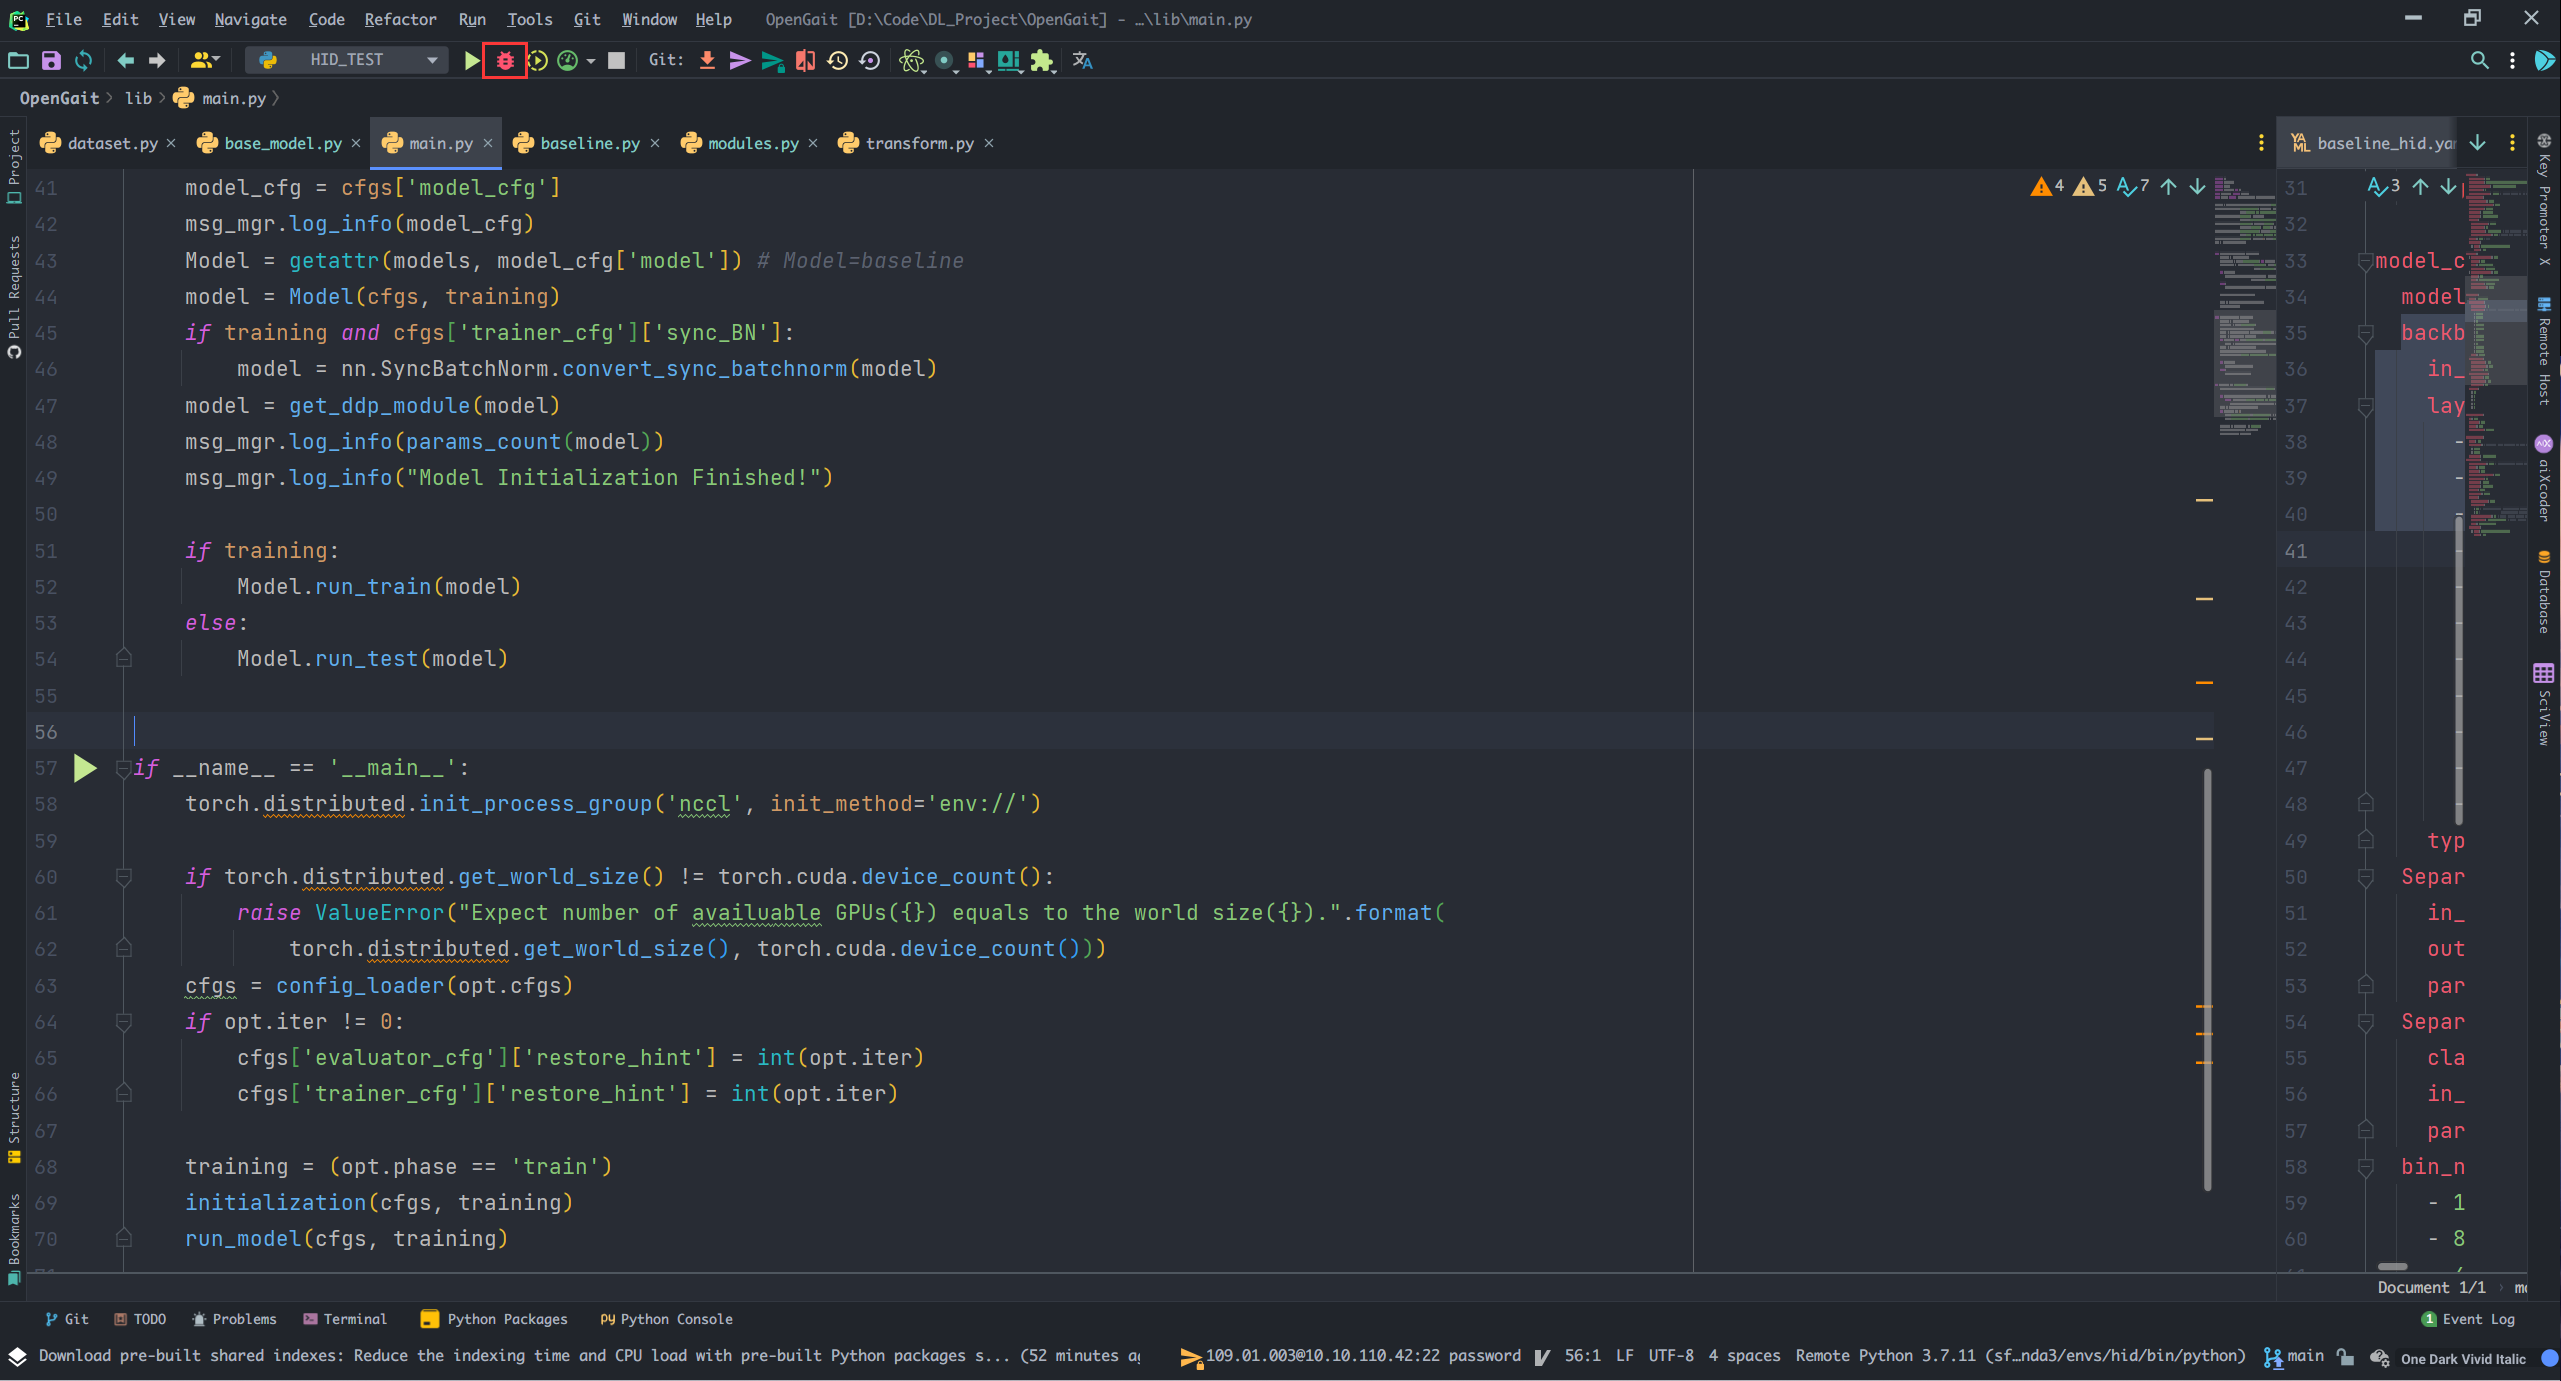 File Edit View Navigate Code Refactor Run Tools Git Window Help OpenGait [D:\Code\DL_Project\OpenGait] - …\lib\main.py
HID_TEST Git:
OpenGait lib main.py
dataset.py base_model.py main.py baseline.py modules.py transform.py
41 model_cfg = cfgs['model_cfg']
42 msg_mgr.log_info(model_cfg)
43 Model = getattr(models, model_cfg['model']) # Model=baseline
44 model = Model(cfgs, training)
45 if training and cfgs['trainer_cfg']['sync_BN']:
46 model = nn.SyncBatchNorm.convert_sync_batchnorm(model)
47 model = get_ddp_module(model)
48 msg_mgr.log_info(params_count(model))
49 msg_mgr.log_info("Model Initialization Finished!")
50
51 if training:
52 Model.run_train(model)
53 else:
54 Model.run_test(model)
55
56
57 if __name__ == '__main__':
58 torch.distributed.init_process_group('nccl', init_method='env://')
59
60 if torch.distributed.get_world_size() != torch.cuda.device_count():
61 raise ValueError("Expect number of availuable GPUs({}) equals to the world size({}).".format(
62 torch.distributed.get_world_size(), torch.cuda.device_count()))
63 cfgs = config_loader(opt.cfgs)
64 if opt.iter != 0:
65 cfgs['evaluator_cfg']['restore_hint'] = int(opt.iter)
66 cfgs['trainer_cfg']['restore_hint'] = int(opt.iter)
67
68 training = (opt.phase == 'train')
69 initialization(cfgs, training)
70 run_model(cfgs, training)
4 5 7
YAML baseline_hid.ya
3
31
32
33 model_c
34 model
35 backb
36 in_
37 lay
38 -
39 -
40 -
41
42
43
44
45
46
47
48
49 typ
50 Separ
51 in_
52 out
53 par
54 Separ
55 cla
56 in_
57 par
58 bin_n
59 - 1
60 - 8
Document 1/1
Project
Pull Requests
Structure
Bookmarks
Key Promoter X
Remote Host
aiXcoder
Database
SciView
Git TODO Problems Terminal Python Packages Python Console 1 Event Log
Download pre-built shared indexes: Reduce the indexing time and CPU load with pre-built Python packages s... (52 minutes ag 109.01.003@10.10.110.42:22 password 56:1 LF UTF-8 4 spaces Remote Python 3.7.11 (sf…nda3/envs/hid/bin/python) main One Dark Vivid Italic